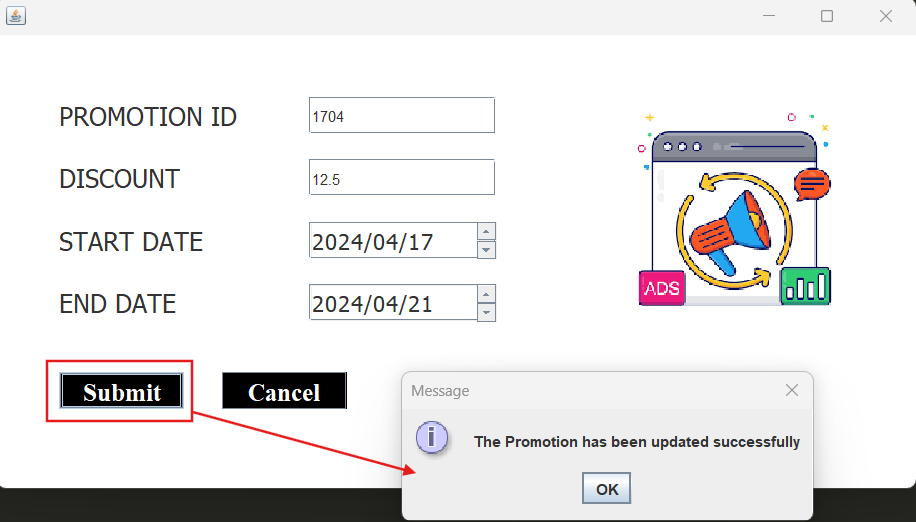 PROMOTION ID
1704
DISCOUNT
12.5
START DATE
2024/04/17
END DATE
2024/04/21
ADS
Submit
Cancel
Message
The Promotion has been updated successfully
OK